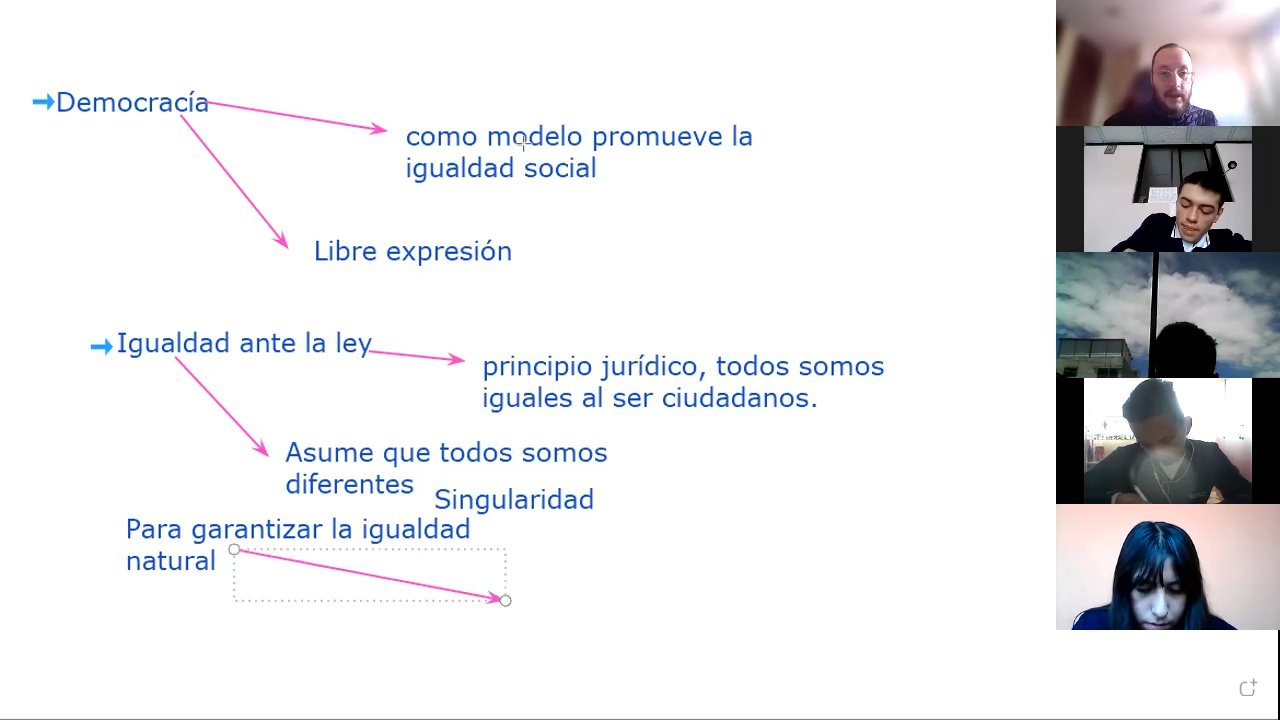 Democracía
como modelo promueve la
igualdad social
Libre expresión
Igualdad ante la ley
principio jurídico, todos somos
iguales al ser ciudadanos.
Asume que todos somos
diferentes
Singularidad
Para garantizar la igualdad
natural